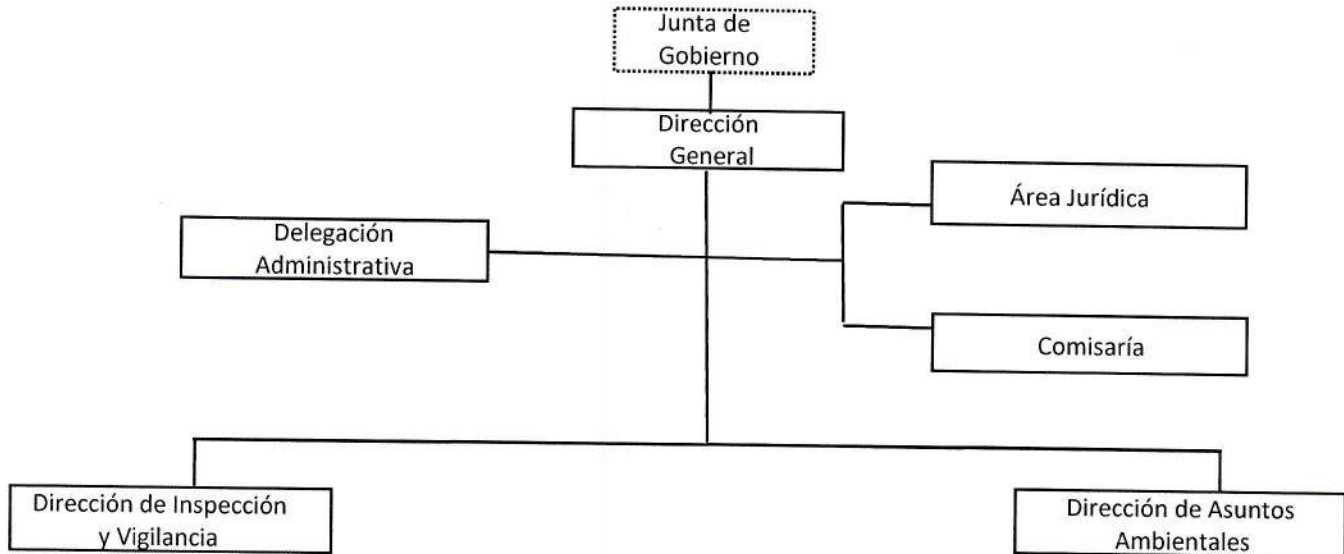 Junta de
Gobierno
Dirección
General
Área Jurídica
Delegación
Administrativa
Comisaría
Dirección de Inspección
y Vigilancia
Dirección de Asuntos
Ambientales